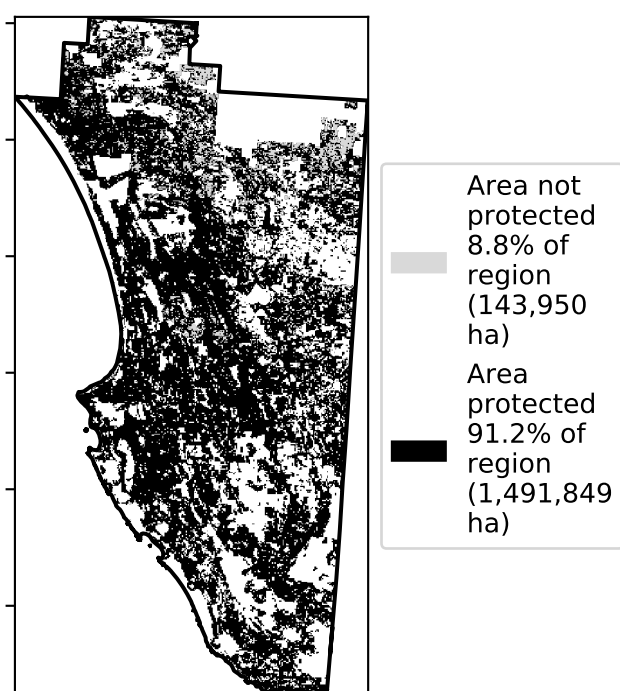 Area not
protected
8.8% of
region
(143,950
ha)
Area
protected
91.2% of
region
(1,491,849
ha)